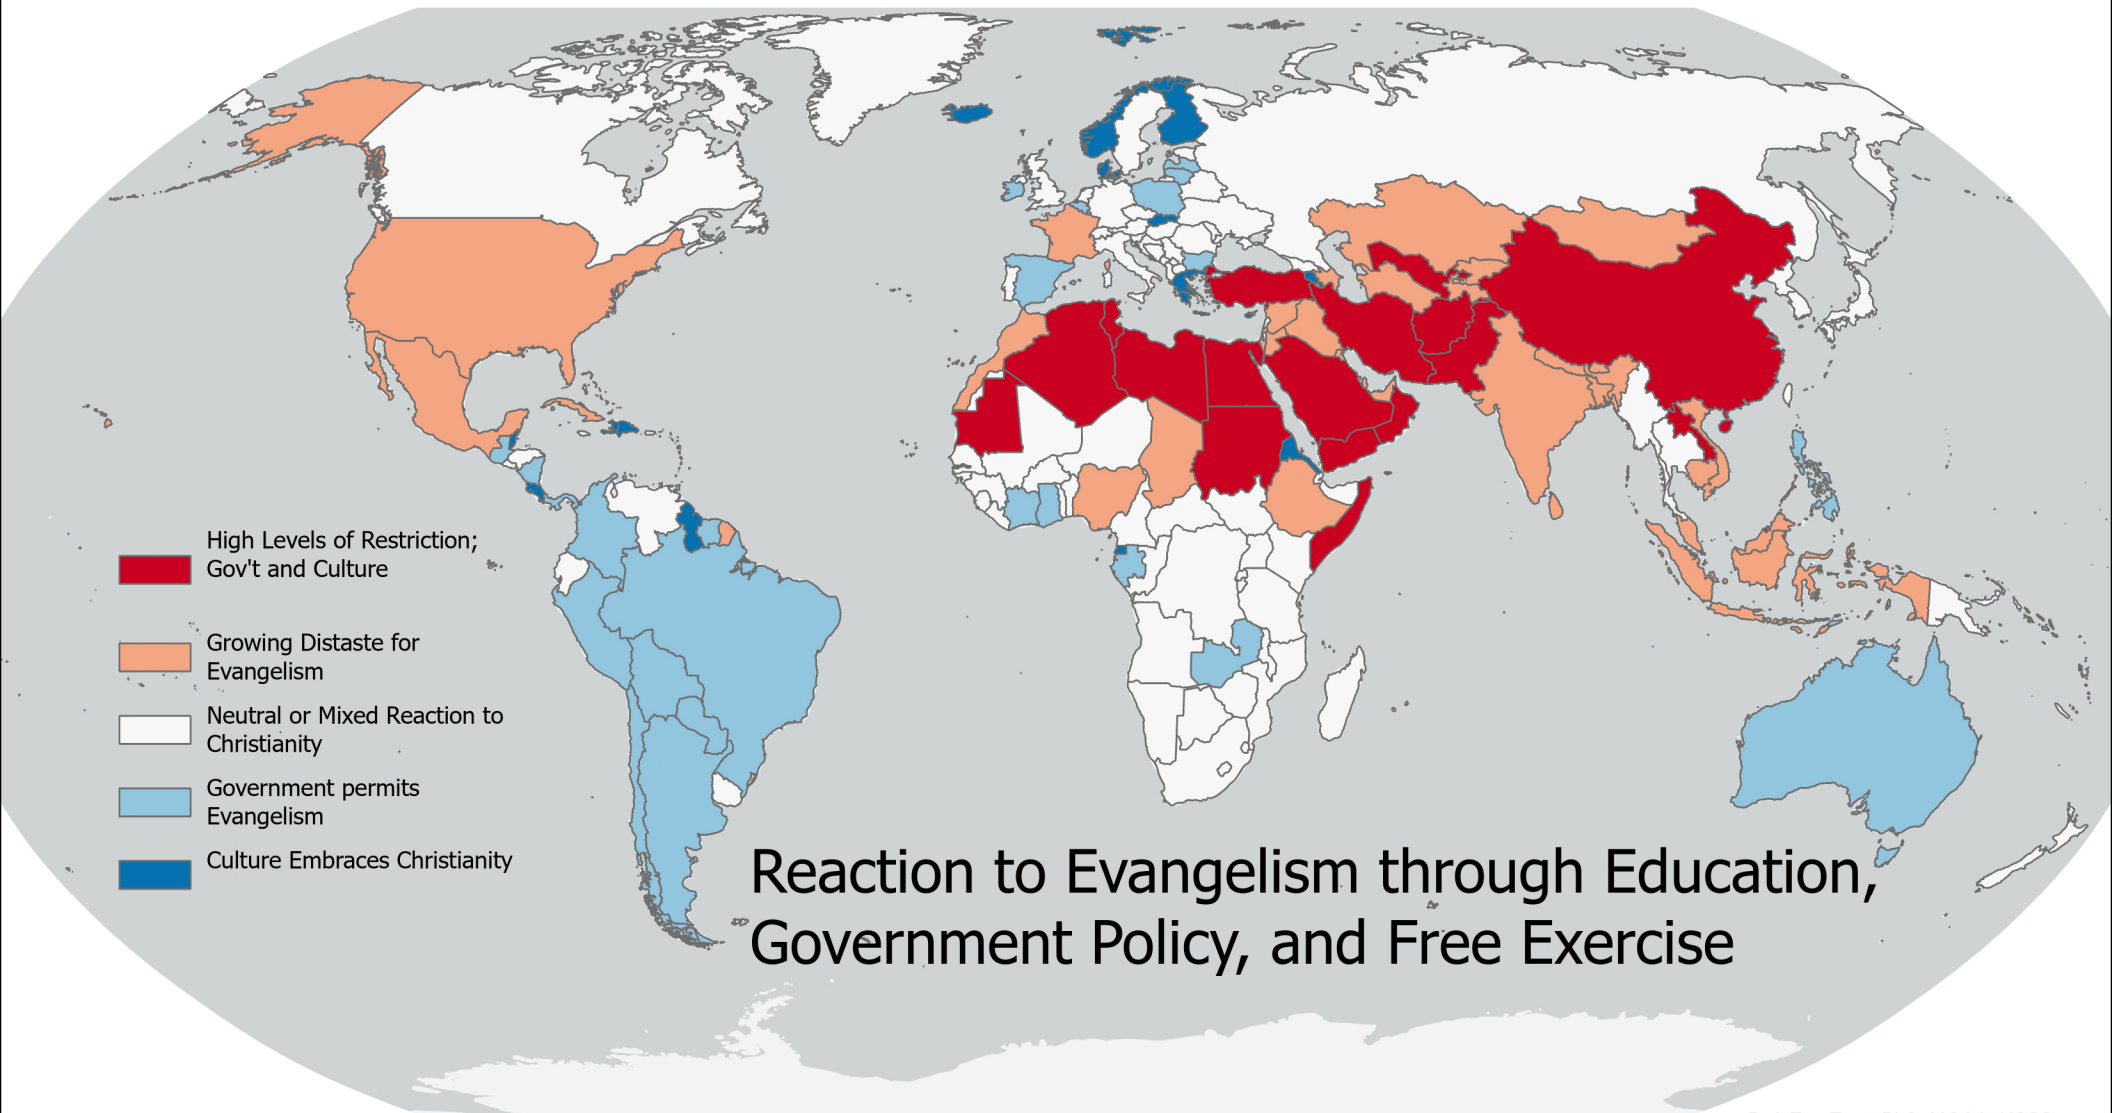 High Levels of Restriction;
Gov't and Culture
Growing Distaste for
Evangelism
Neutral or Mixed Reaction to
Christianity
Government permits
Evangelism
Culture Embraces Christianity
Reaction to Evangelism through Education,
Government Policy, and Free Exercise